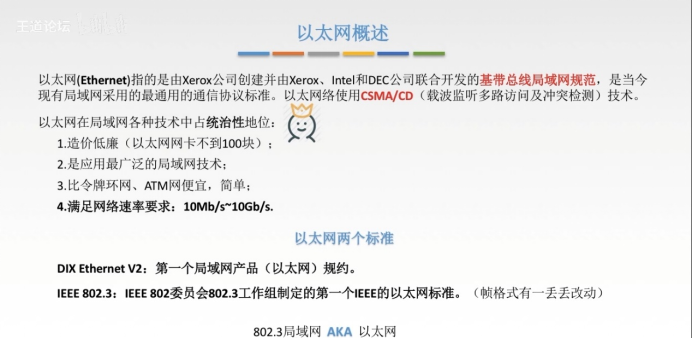 王道论坛
以太网概述
以太网(Ethernet)指的是由Xerox公司创建并由Xerox、Intel和DEC公司联合开发的基带总线局域网规范，是当今
现有局域网采用的最通用的通信协议标准。以太网络使用CSMA/CD（载波监听多路访问及冲突检测）技术。
以太网在局域网各种技术中占统治性地位：
1.造价低廉（以太网网卡不到100块）；
2.是应用最广泛的局域网技术；
3.比令牌环网、ATM网便宜，简单；
4.满足网络速率要求：10Mb/s~10Gb/s.
以太网两个标准
DIX Ethernet V2：第一个局域网产品（以太网）规约。
IEEE 802.3：IEEE 802委员会802.3工作组制定的第一个IEEE的以太网标准。（帧格式有一丢丢改动）
802.3局域网 AKA 以太网